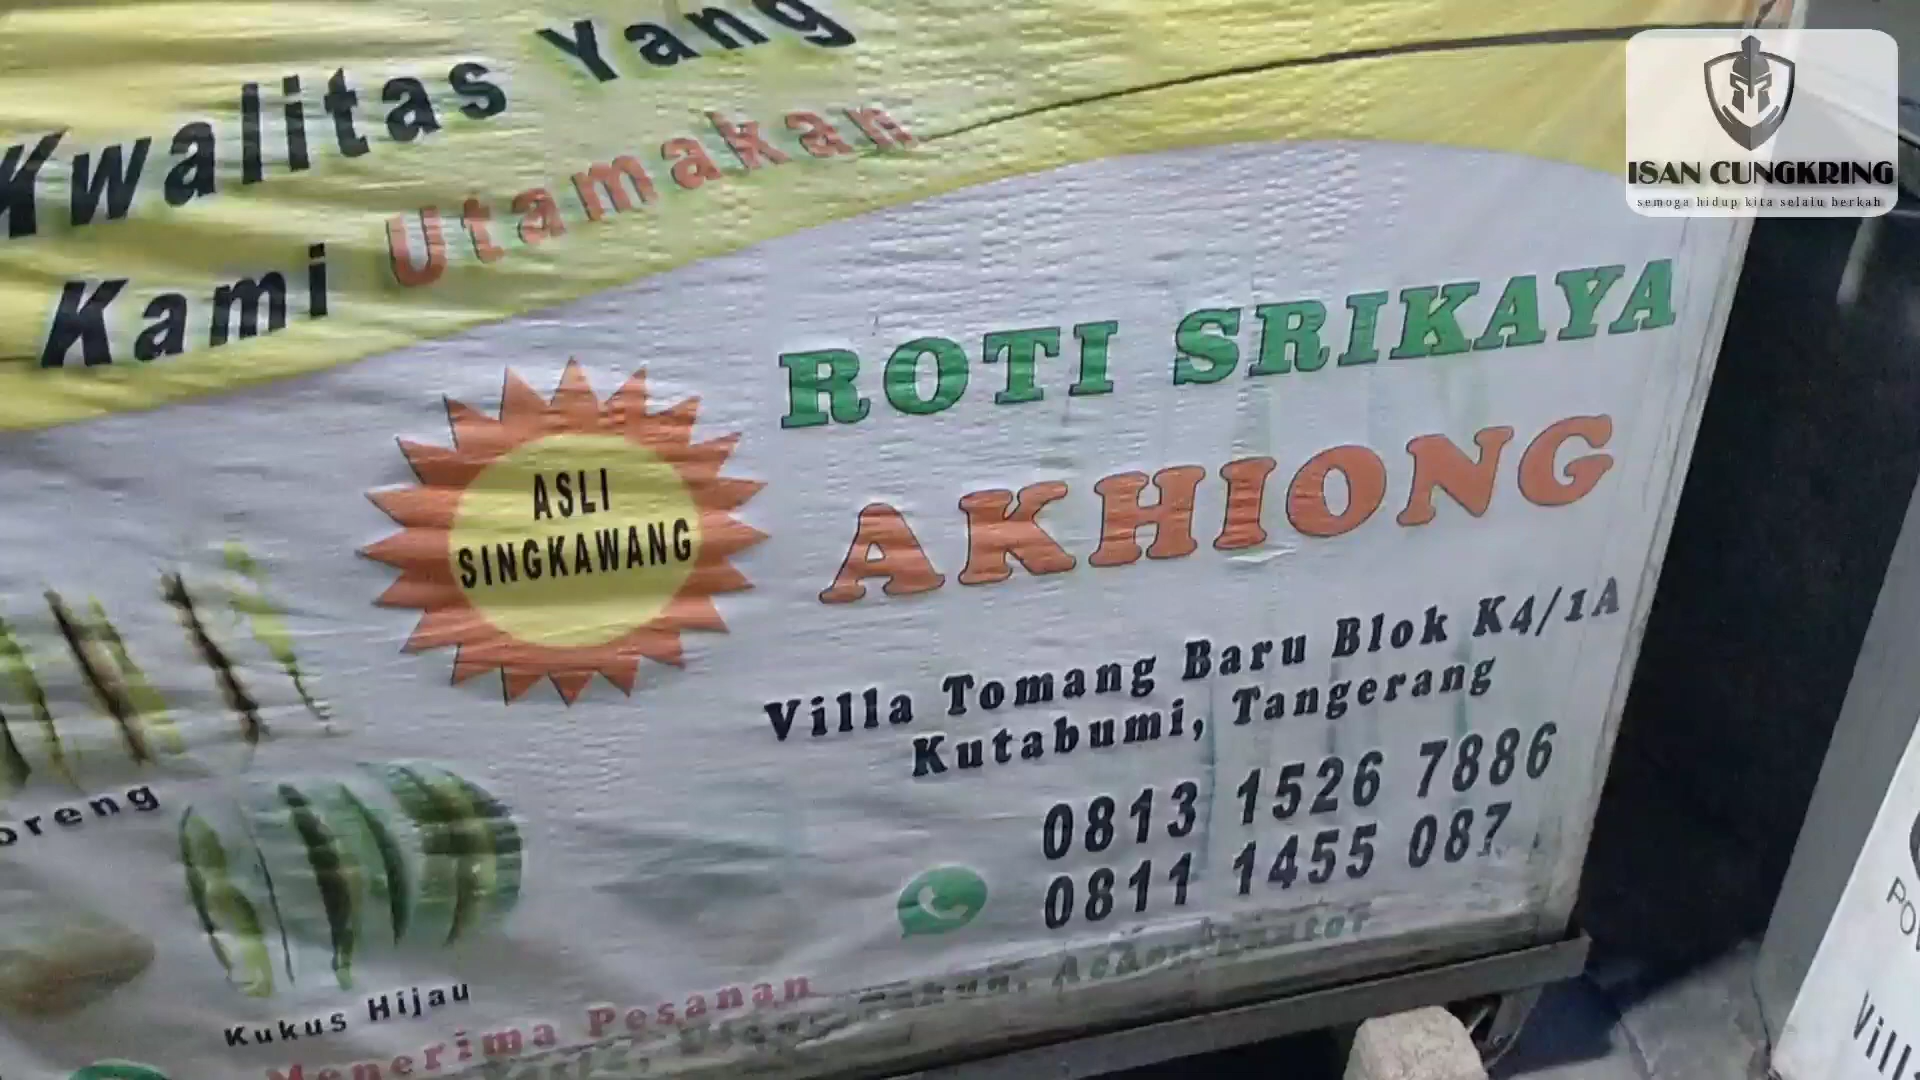 Kwalitas Yang
Kami Utamakan
ISAN CUNGKRING
semoga hidup kita selalu berkah
ROTI SRIKAYA
AKHIONG
ASLI
SINGKAWANG
Villa Tomang Baru Blok K4/1A
Kutabumi, Tangerang
0813 1526 7886
0811 1455 087
Kukus Hijau
Menerima Pesanan